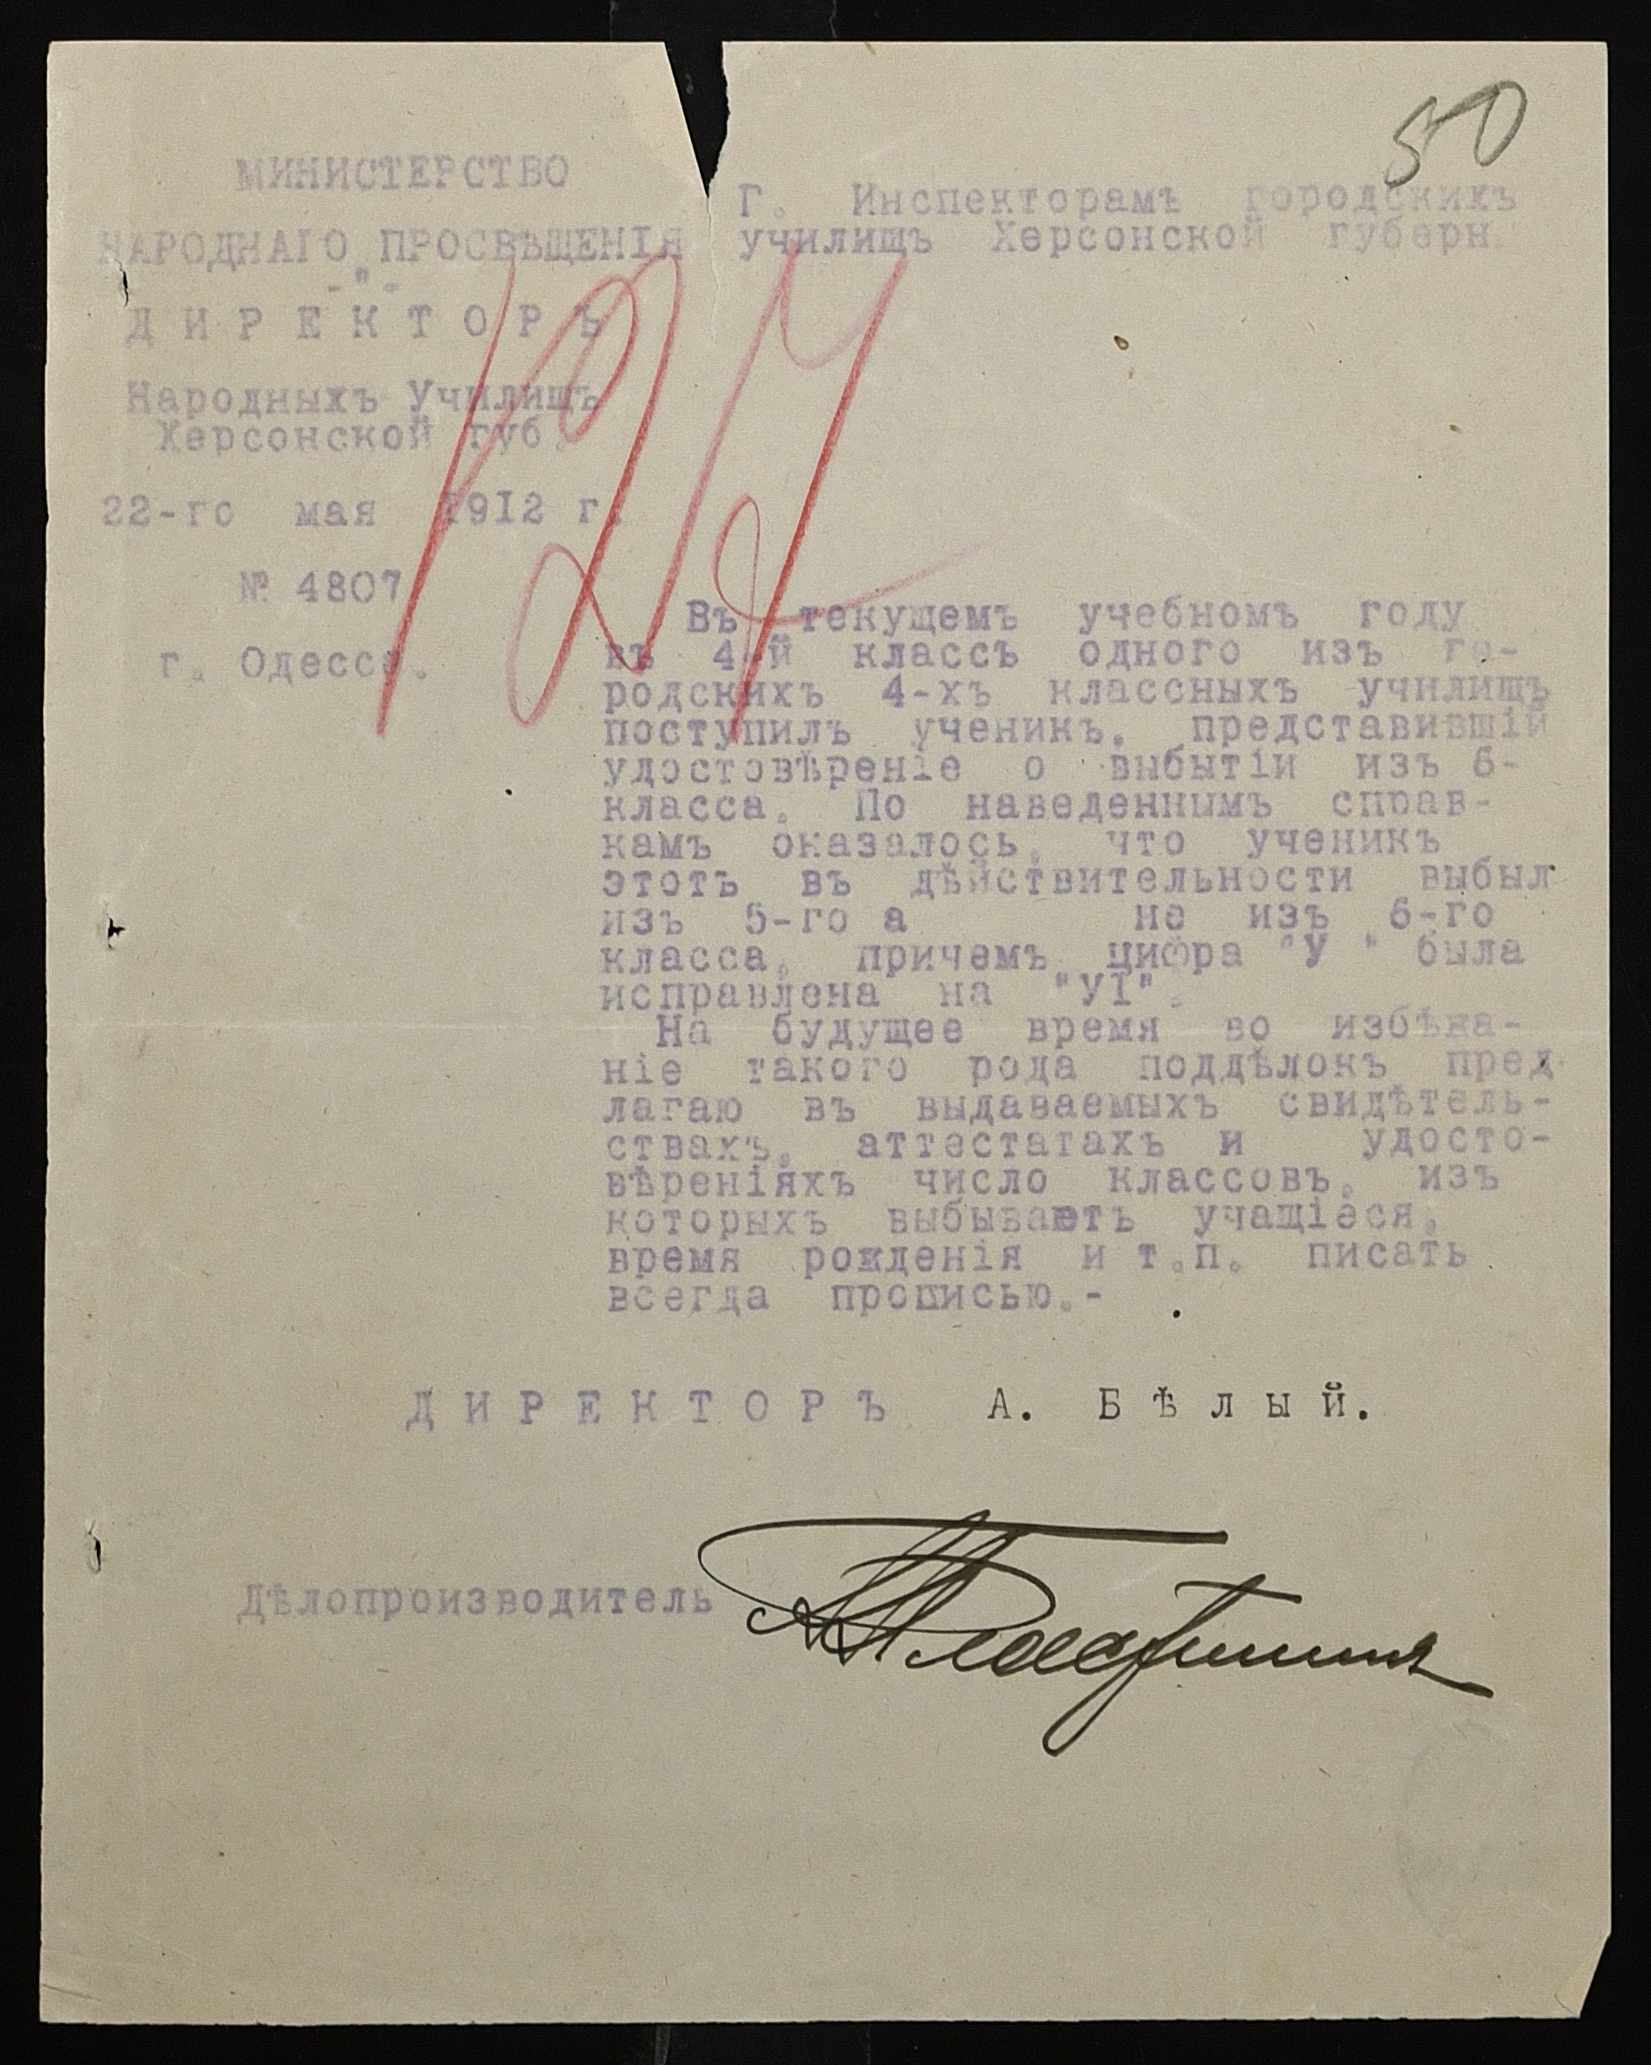 50
МИНИСТЕРСТВО
НАРОДНАГО ПРОСВѢЩЕНІЯ
-"-
ДИРЕКТОРЪ
Народныхъ Училищъ
Херсонской губ.
22-го мая 1912 г.
№ 4807
г. Одесса.
Г. Инспекторамъ городскихъ
училищъ Херсонской губерн
Въ текущемъ учебномъ году
въ 4-й классъ одного изъ го-
родскихъ 4-хъ классныхъ училищъ
поступилъ ученикъ, представившій
удостовѣреніе о выбытіи изъ 6-
класса. По наведеннымъ справ-
камъ оказалось, что ученикъ
этотъ въ дѣйствительности выбыл
изъ 5-го а не изъ 6-го
класса, причемъ цифра "У" была
исправлена на "УІ".
На будущее время во избѣжа-
ніе такого рода поддѣлокъ пред-
лагаю въ выдаваемыхъ свидѣтель-
ствахъ, аттестатахъ и удосто-
вѣреніяхъ число классовъ, изъ
которыхъ выбываютъ учащіеся,
время рожденія и т.п. писать
всегда прописью.-
ДИРЕКТОРЪ А. БѢЛЫЙ.
Дѣлопроизводитель